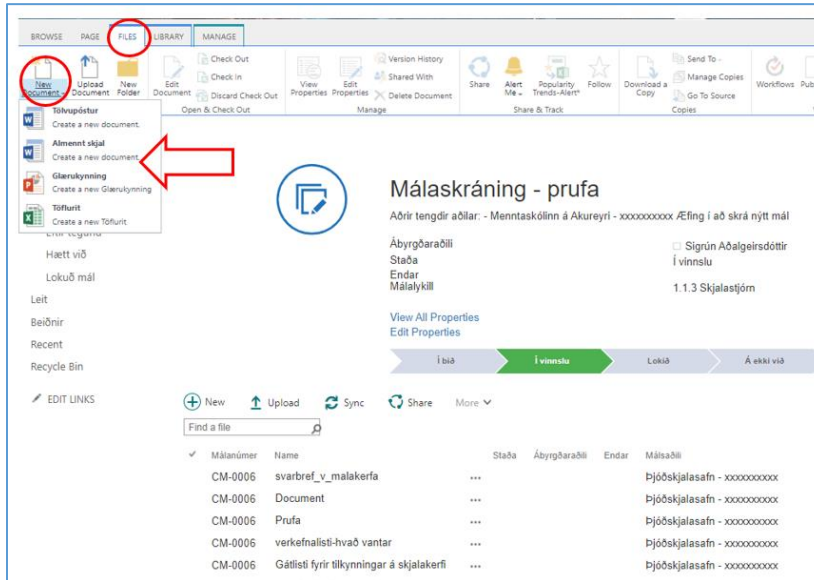 BROWSE PAGE FILES LIBRARY MANAGE
New Document
Upload Document
New Folder
Edit Document
Check Out
Check In
Discard Check Out
Open & Check Out
View Properties
Edit Properties
Version History
Shared With
Delete Document
Manage
Share
Alert Me
Popularity Trends-Alert*
Follow
Share & Track
Download a Copy
Send To
Manage Copies
Go To Source
Copies
Workflows
Pub
Tölvupóstur
Create a new document.
Almennt skjal
Create a new document.
Glærukynning
Create a new Glærukynning
Töflurit
Create a new Töflurit
Hætt við
Lokuð mál
Leit
Beiðnir
Recent
Recycle Bin
EDIT LINKS
Málaskráning - prufa
Aðrir tengdir aðilar: - Menntaskólinn á Akureyri - xxxxxxxxxx Æfing í að skrá nýtt mál
Ábyrgðaraðili Sigrún Aðalgeirsdóttir
Staða Í vinnslu
Endar
Málalykill 1.1.3 Skjalastjórn
View All Properties
Edit Properties
Í bið Í vinnslu Lokið Á ekki við
New Upload Sync Share More
Find a file
Málanúmer Name Staða Ábyrgðaraðili Endar Málsaðili
CM-0006 svarbref_v_malakerfa ... Þjóðskjalasafn - xxxxxxxxxx
CM-0006 Document ... Þjóðskjalasafn - xxxxxxxxxx
CM-0006 Prufa ... Þjóðskjalasafn - xxxxxxxxxx
CM-0006 verkefnalisti-hvað vantar ... Þjóðskjalasafn - xxxxxxxxxx
CM-0006 Gátlisti fyrir tilkynningar á skjalakerfi ... Þjóðskjalasafn - xxxxxxxxxx